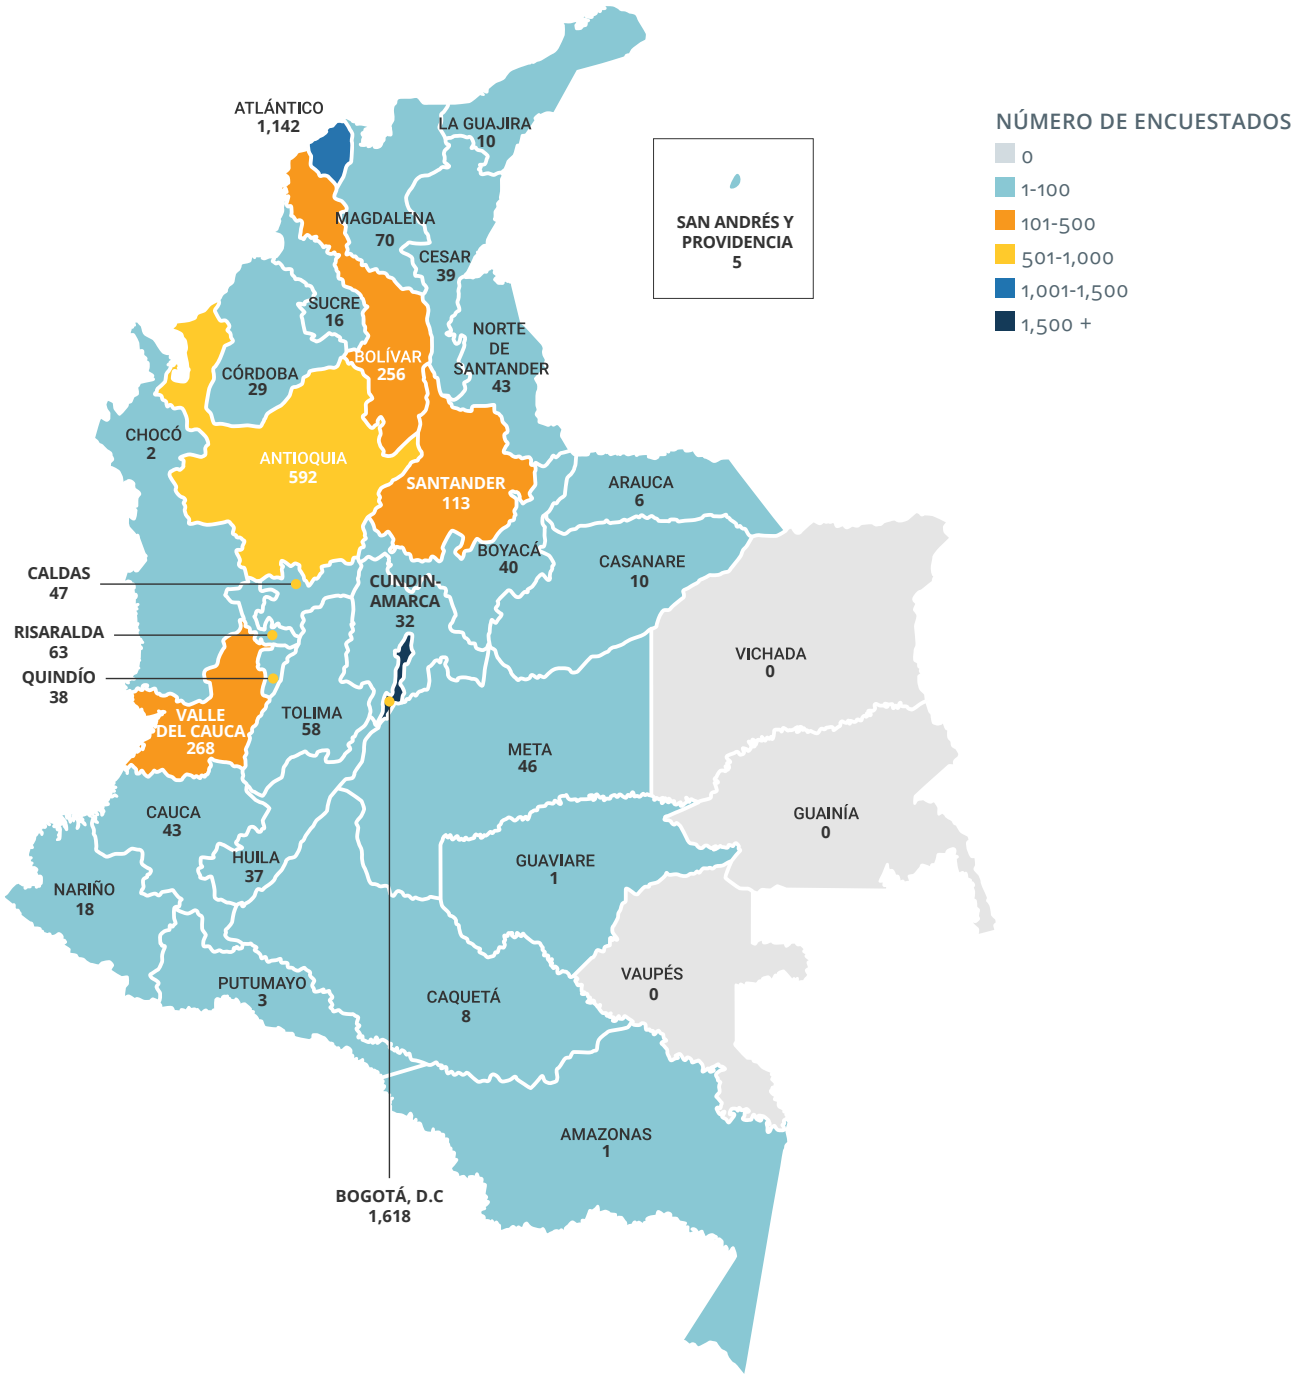 ATLÁNTICO
1,142
LA GUAJIRA
10
NÚMERO DE ENCUESTADOS
0
1-100
101-500
501-1,000
1,001-1,500
1,500 +
SAN ANDRÉS Y
PROVIDENCIA
5
MAGDALENA
70
CESAR
39
SUCRE
16
NORTE
DE
SANTANDER
43
BOLÍVAR
256
CÓRDOBA
29
CHOCÓ
2
ANTIOQUIA
592
SANTANDER
113
ARAUCA
6
BOYACÁ
40
CASANARE
10
CALDAS
47
CUNDIN-
AMARCA
32
RISARALDA
63
QUINDÍO
38
VICHADA
0
VALLE
DEL CAUCA
268
TOLIMA
58
META
46
CAUCA
43
GUAINÍA
0
HUILA
37
GUAVIARE
1
NARIÑO
18
VAUPÉS
0
PUTUMAYO
3
CAQUETÁ
8
AMAZONAS
1
BOGOTÁ, D.C
1,618